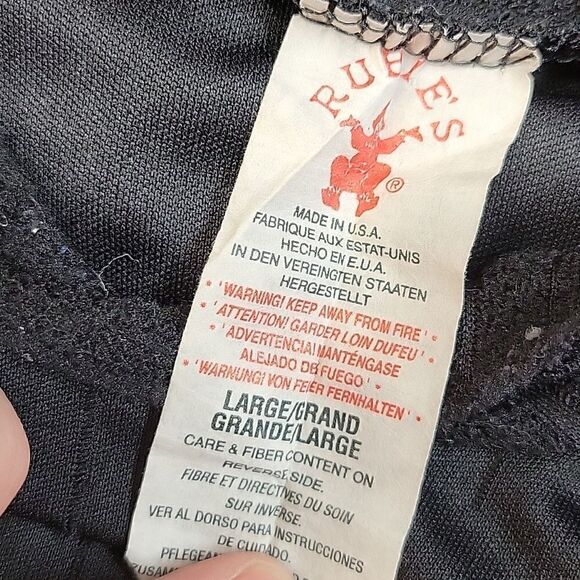 RUBIE'S
®
MADE IN U.S.A.
FABRIQUE AUX ESTAT-UNIS
HECHO EN E.U.A.
IN DEN VEREINGTEN STAATEN
HERGESTELLT
• 'WARNING! KEEP AWAY FROM FIRE' •
• 'ATTENTION! GARDER LOIN DUFEU' •
• 'ADVERTENCIA! MANTÉNGASE
ALEJADO DE FUEGO' •
• 'WARNUNG! VON FEIER FERNHALTEN' •
LARGE/GRAND
GRANDE/LARGE
CARE & FIBER CONTENT ON
REVERSE SIDE.
FIBRE ET DIRECTIVES DU SOIN
SUR INVERSE.
VER AL DORSO PARA INSTRUCCIONES
DE CUIDADO.